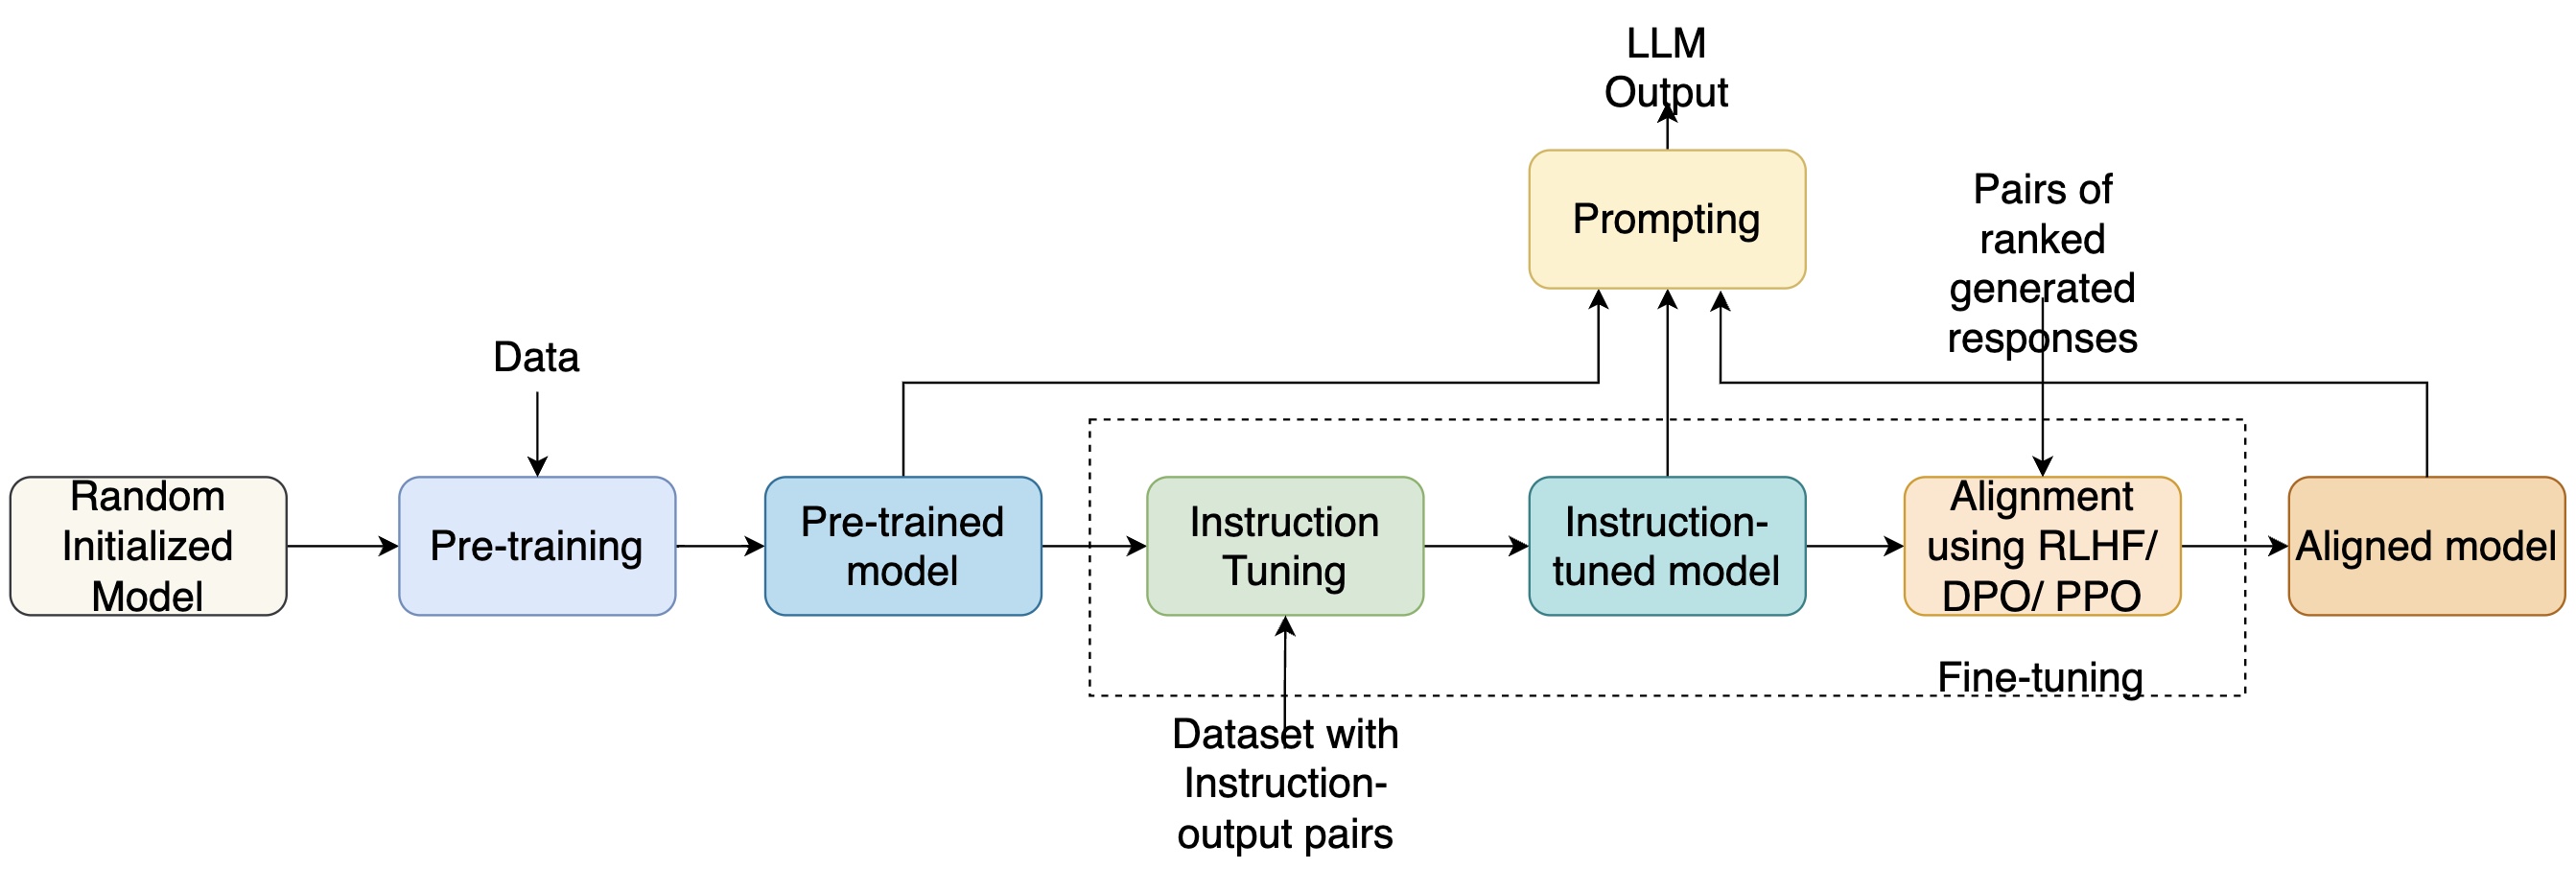 LLM
Output
Prompting
Pairs of
ranked
generated
responses
Data
Random
Initialized
Model
Pre-training
Pre-trained
model
Instruction
Tuning
Instruction-
tuned model
Alignment
using RLHF/
DPO/ PPO
Aligned model
Fine-tuning
Dataset with
Instruction-
output pairs